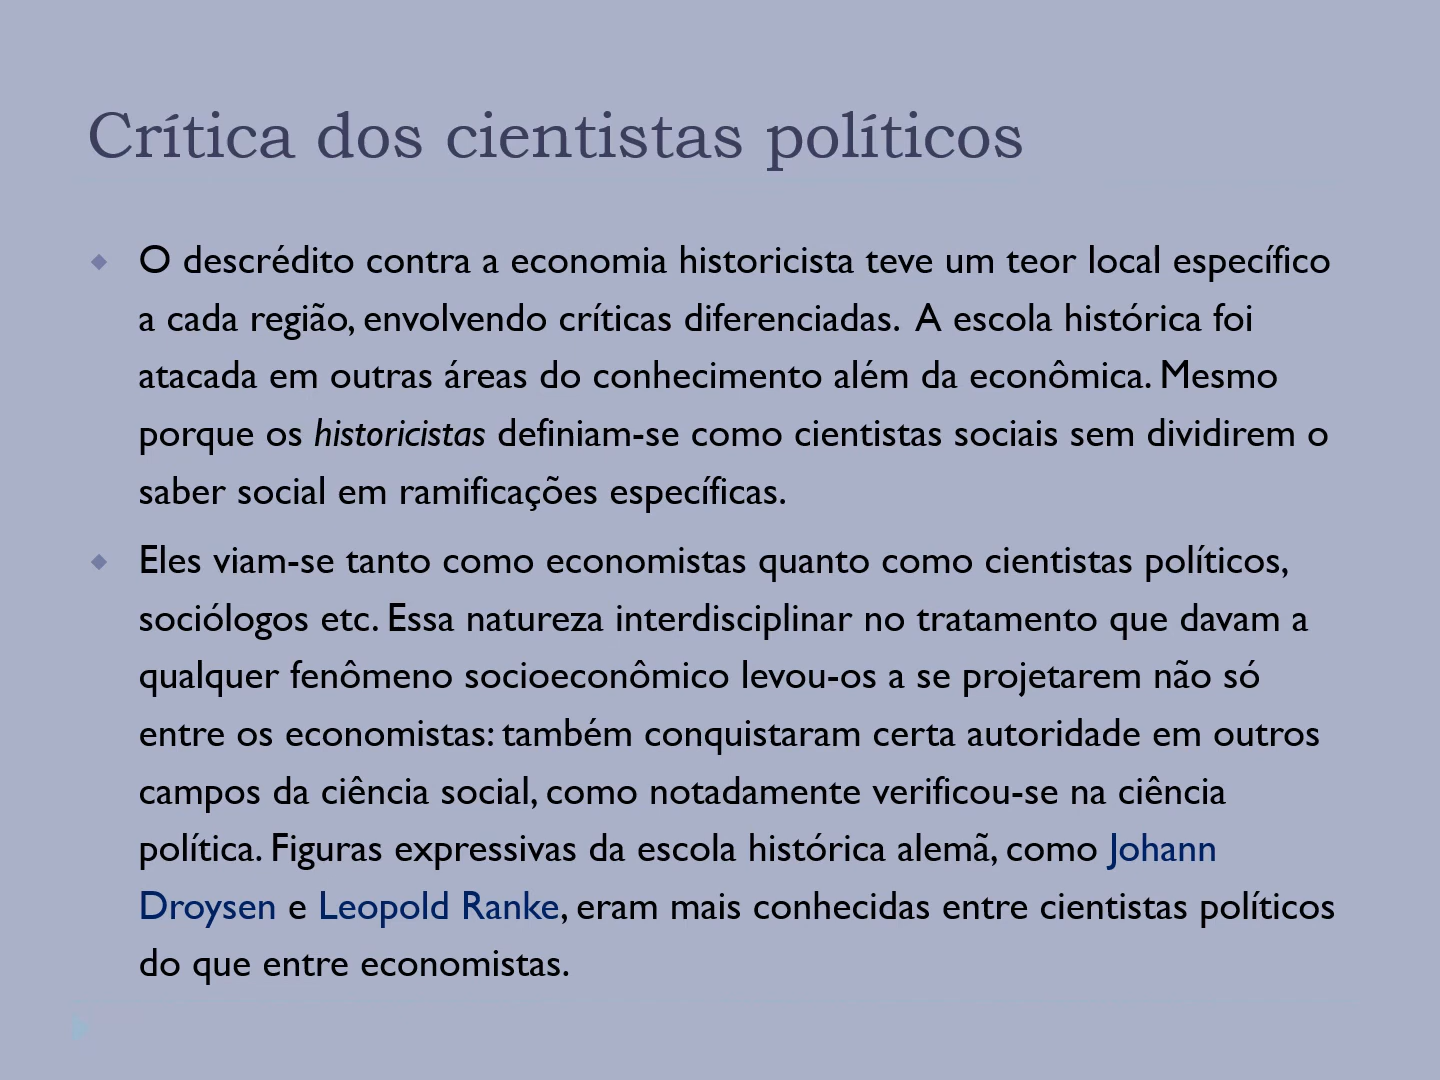 Crítica dos cientistas políticos
O descrédito contra a economia historicista teve um teor local específico
a cada região, envolvendo críticas diferenciadas. A escola histórica foi
atacada em outras áreas do conhecimento além da econômica. Mesmo
porque os historicistas definiam-se como cientistas sociais sem dividirem o
saber social em ramificações específicas.
Eles viam-se tanto como economistas quanto como cientistas políticos,
sociólogos etc. Essa natureza interdisciplinar no tratamento que davam a
qualquer fenômeno socioeconômico levou-os a se projetarem não só
entre os economistas: também conquistaram certa autoridade em outros
campos da ciência social, como notadamente verificou-se na ciência
política. Figuras expressivas da escola histórica alemã, como Johann
Droysen e Leopold Ranke, eram mais conhecidas entre cientistas políticos
do que entre economistas.